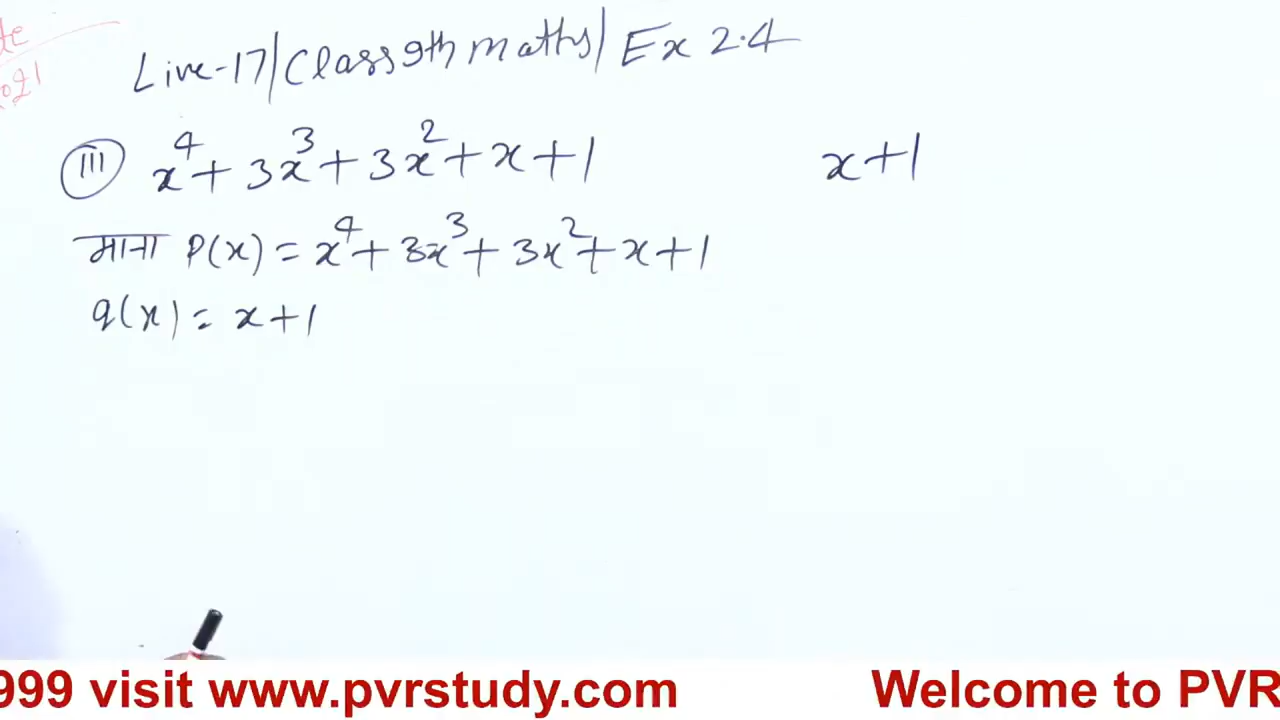 Live-17/Class 9th maths/Ex 2.4
III x⁴+3x³+3x²+x+1 x+1
माना P(x)=x⁴+3x³+3x²+x+1
q(x)=x+1
999 visit www.pvrstudy.com Welcome to PVR